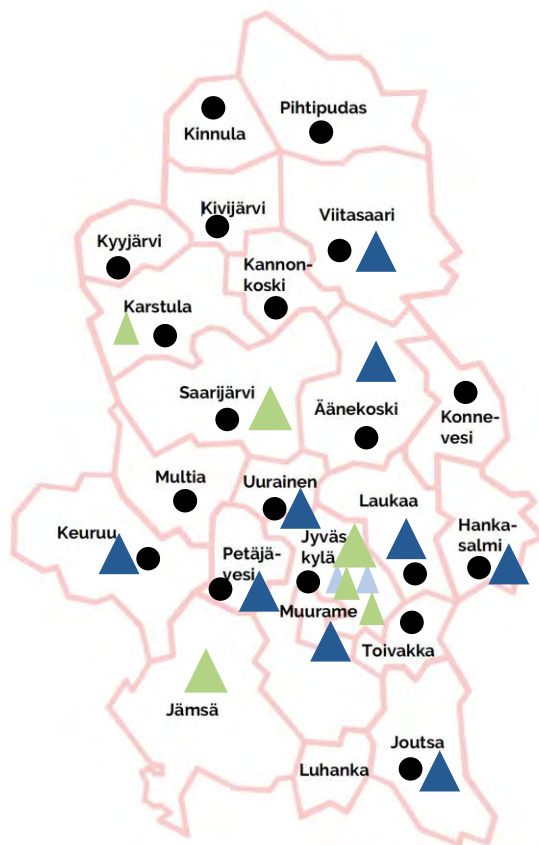 Pihtipudas
Kinnula
Kivijärvi
Viitasaari
Kyyjärvi
Kannon-
koski
Karstula
Saarijärvi
Äänekoski
Konne-
vesi
Multia
Uurainen
Laukaa
Keuruu
Jyväs
kylä
Hanka-
salmi
Petäjä-
vesi
Muurame
Toivakka
Jämsä
Joutsa
Luhanka